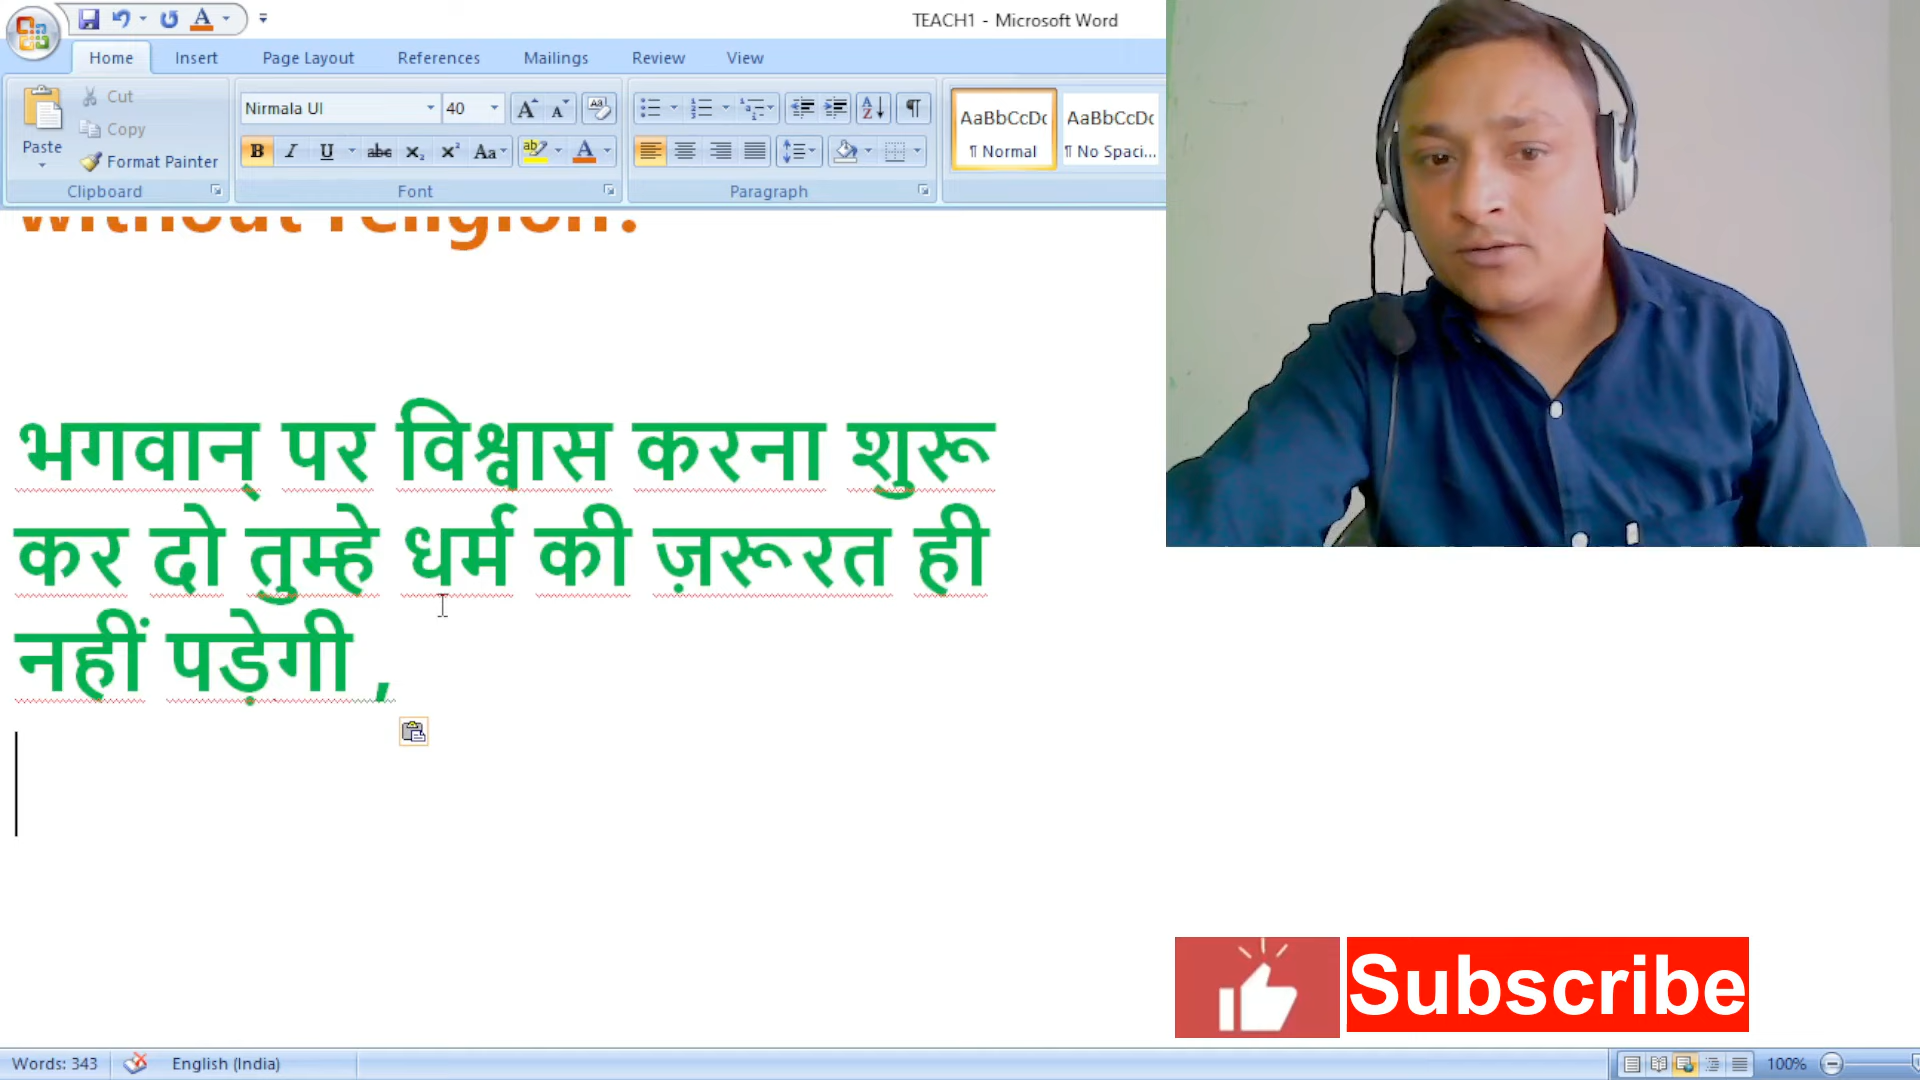 TEACH1 - Microsoft Word
Home Insert Page Layout References Mailings Review View
Paste
Cut
Copy
Format Painter
Clipboard
Nirmala UI 40
Font
Paragraph
AaBbCcDc AaBbCcDc
¶ Normal ¶ No Spaci...
without religion.
भगवान् पर विश्वास करना शुरू
कर दो तुम्हे धर्म की ज़रूरत ही
नहीं पड़ेगी ,
Subscribe
Words: 343 English (India) 100%